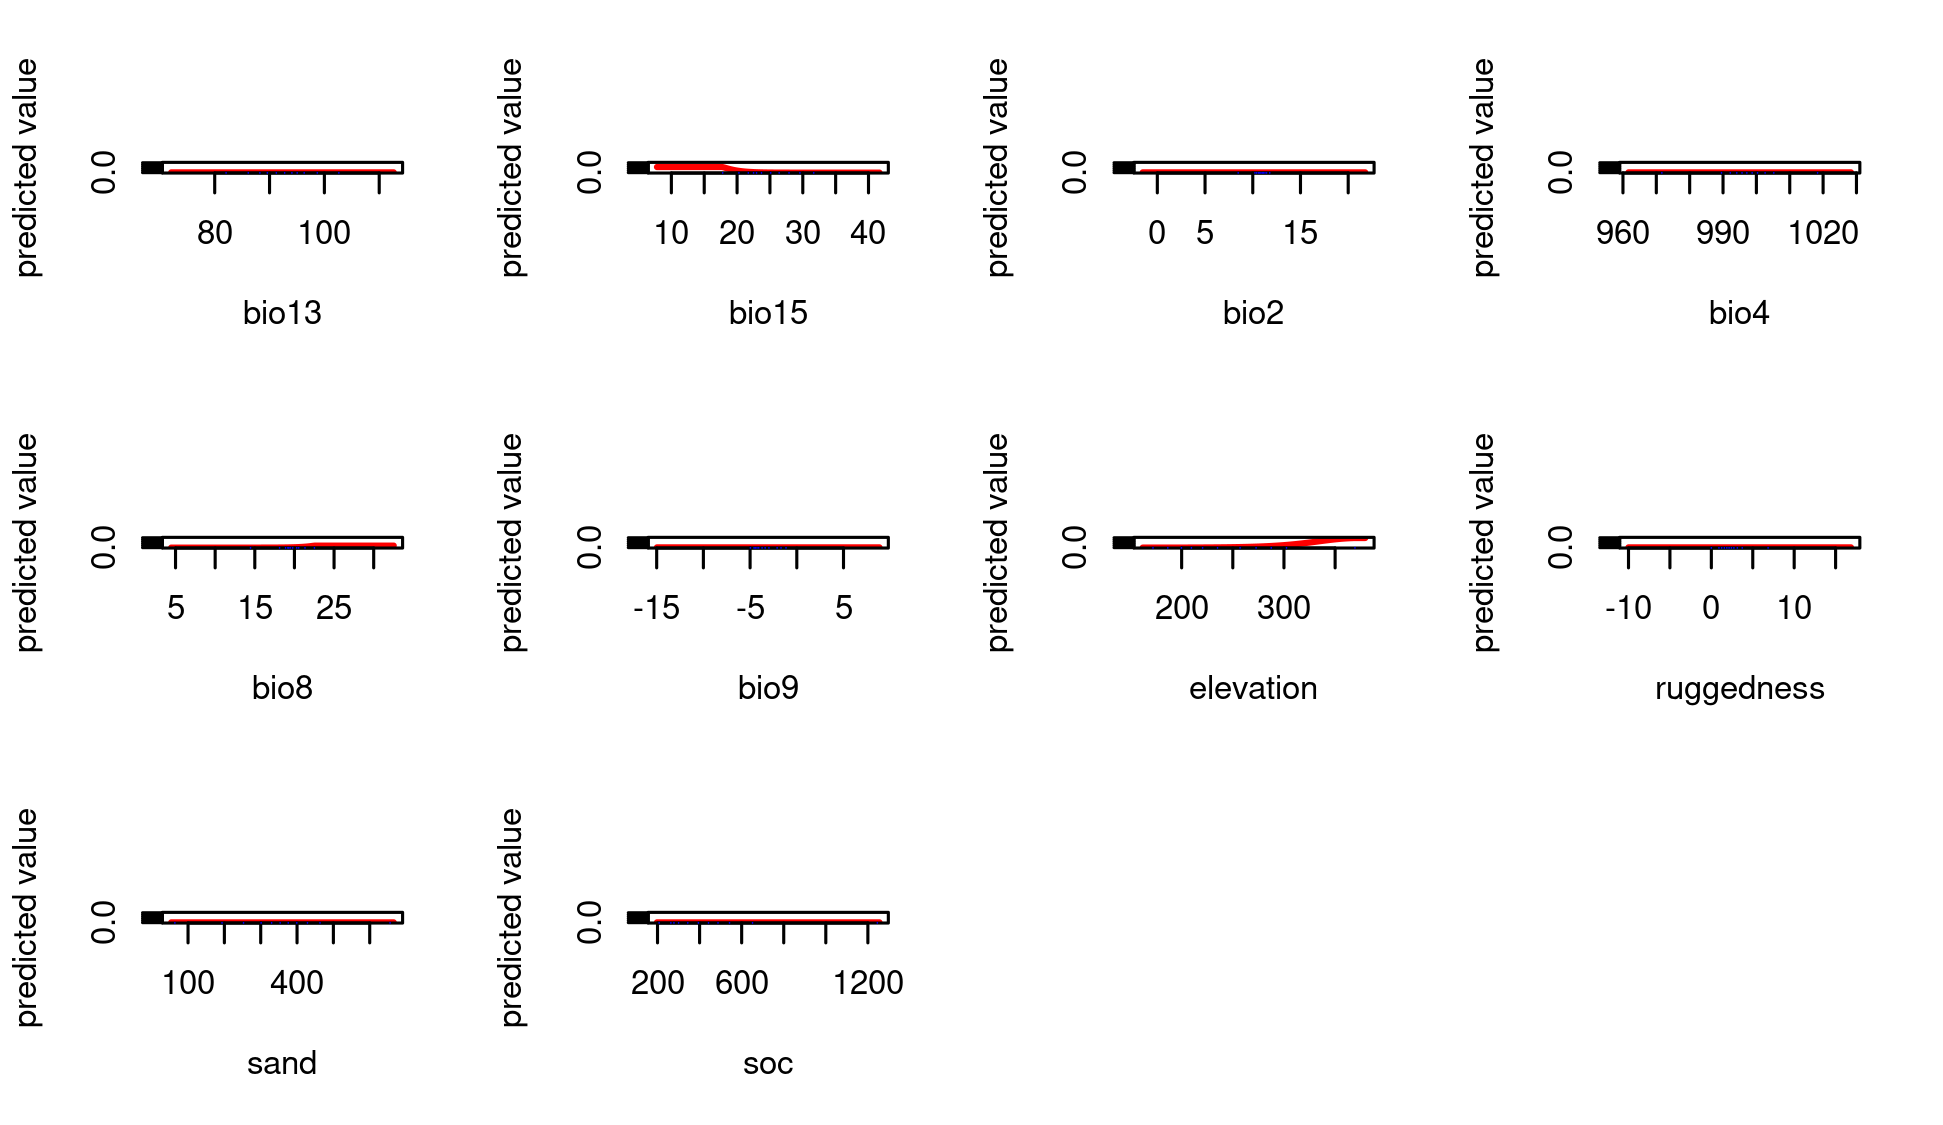 predicted value
0.0
80 100
bio13
predicted value
0.0
10 20 30 40
bio15
predicted value
0.0
0 5 15
bio2
predicted value
0.0
960 990 1020
bio4
predicted value
0.0
5 15 25
bio8
predicted value
0.0
-15 -5 5
bio9
predicted value
0.0
200 300
elevation
predicted value
0.0
-10 0 10
ruggedness
predicted value
0.0
100 400
sand
predicted value
0.0
200 600 1200
soc